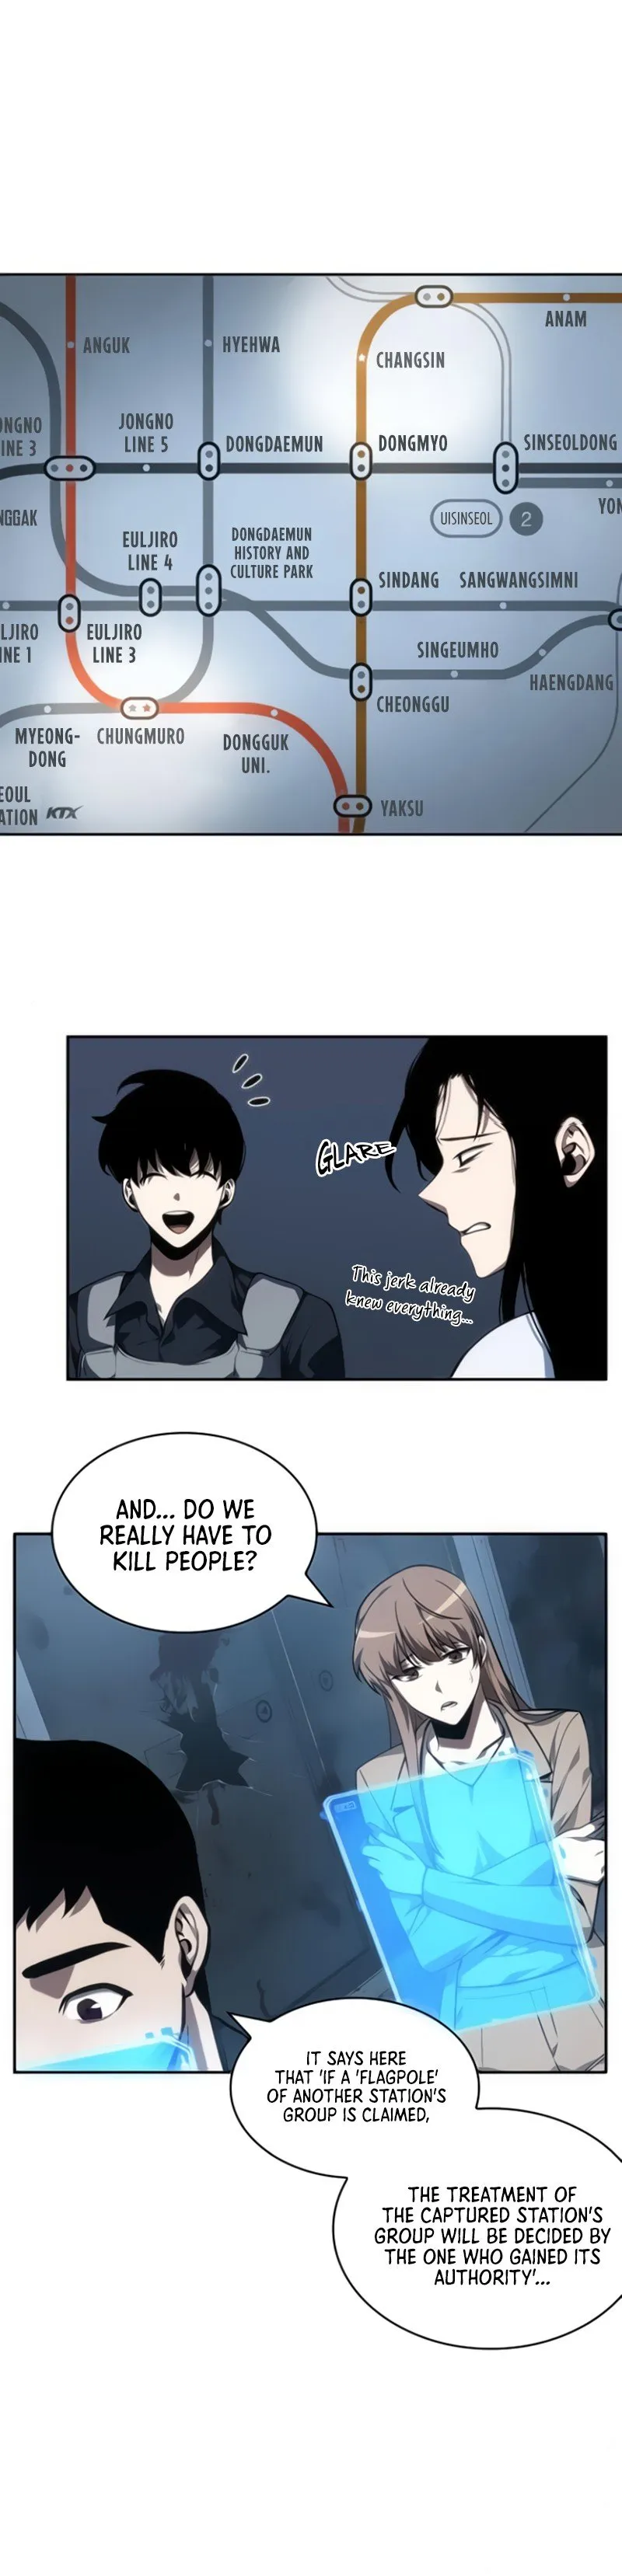 ANAM
ANGUK
HYEHWA
CHANGSIN
JONGNO
LINE 5
ONGNO
INE 3
DONGDAEMUN
DONGMYO
SINSEOLDONG
NGGAK
UISINSEOL
2
YON
EULJIRO
LINE 4
DONGDAEMUN
HISTORY AND
CULTURE PARK
SINDANG
SANGWANGSIMNI
LJIRO
INE 1
EULJIRO
LINE 3
SINGEUMHO
HAENGDANG
CHEONGGU
MYEONG-
DONG
CHUNGMURO
DONGGUK
UNI.
EOUL
ATION
KTX
YAKSU
GLARE
This jerk already
knew everything...
AND... DO WE
REALLY HAVE TO
KILL PEOPLE?
IT SAYS HERE
THAT 'IF A 'FLAGPOLE'
OF ANOTHER STATION'S
GROUP IS CLAIMED,
THE TREATMENT OF
THE CAPTURED STATION'S
GROUP WILL BE DECIDED BY
THE ONE WHO GAINED ITS
AUTHORITY'...